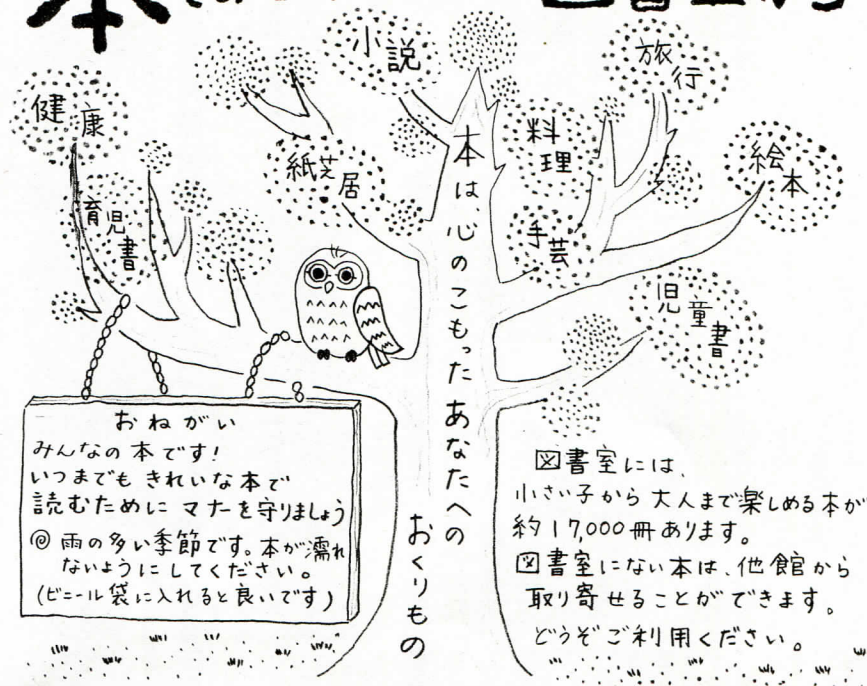 本
図書室
小説
旅行
健康
料理
絵本
紙芝居
育児書
手芸
児童書
本は、心のこもったあなたへの
おくりもの
おねがい
みんなの本です!
いつまでもきれいな本で
読むために マナーを守りましょう
◎ 雨の多い季節です。本が濡れ
ないようにしてください。
(ビニール袋に入れると良いです)
図書室には、
小さい子から 大人まで楽しめる本が
約17,000冊あります。
図書室にない本は、他館から
取り寄せることができます。
どうぞご利用ください。